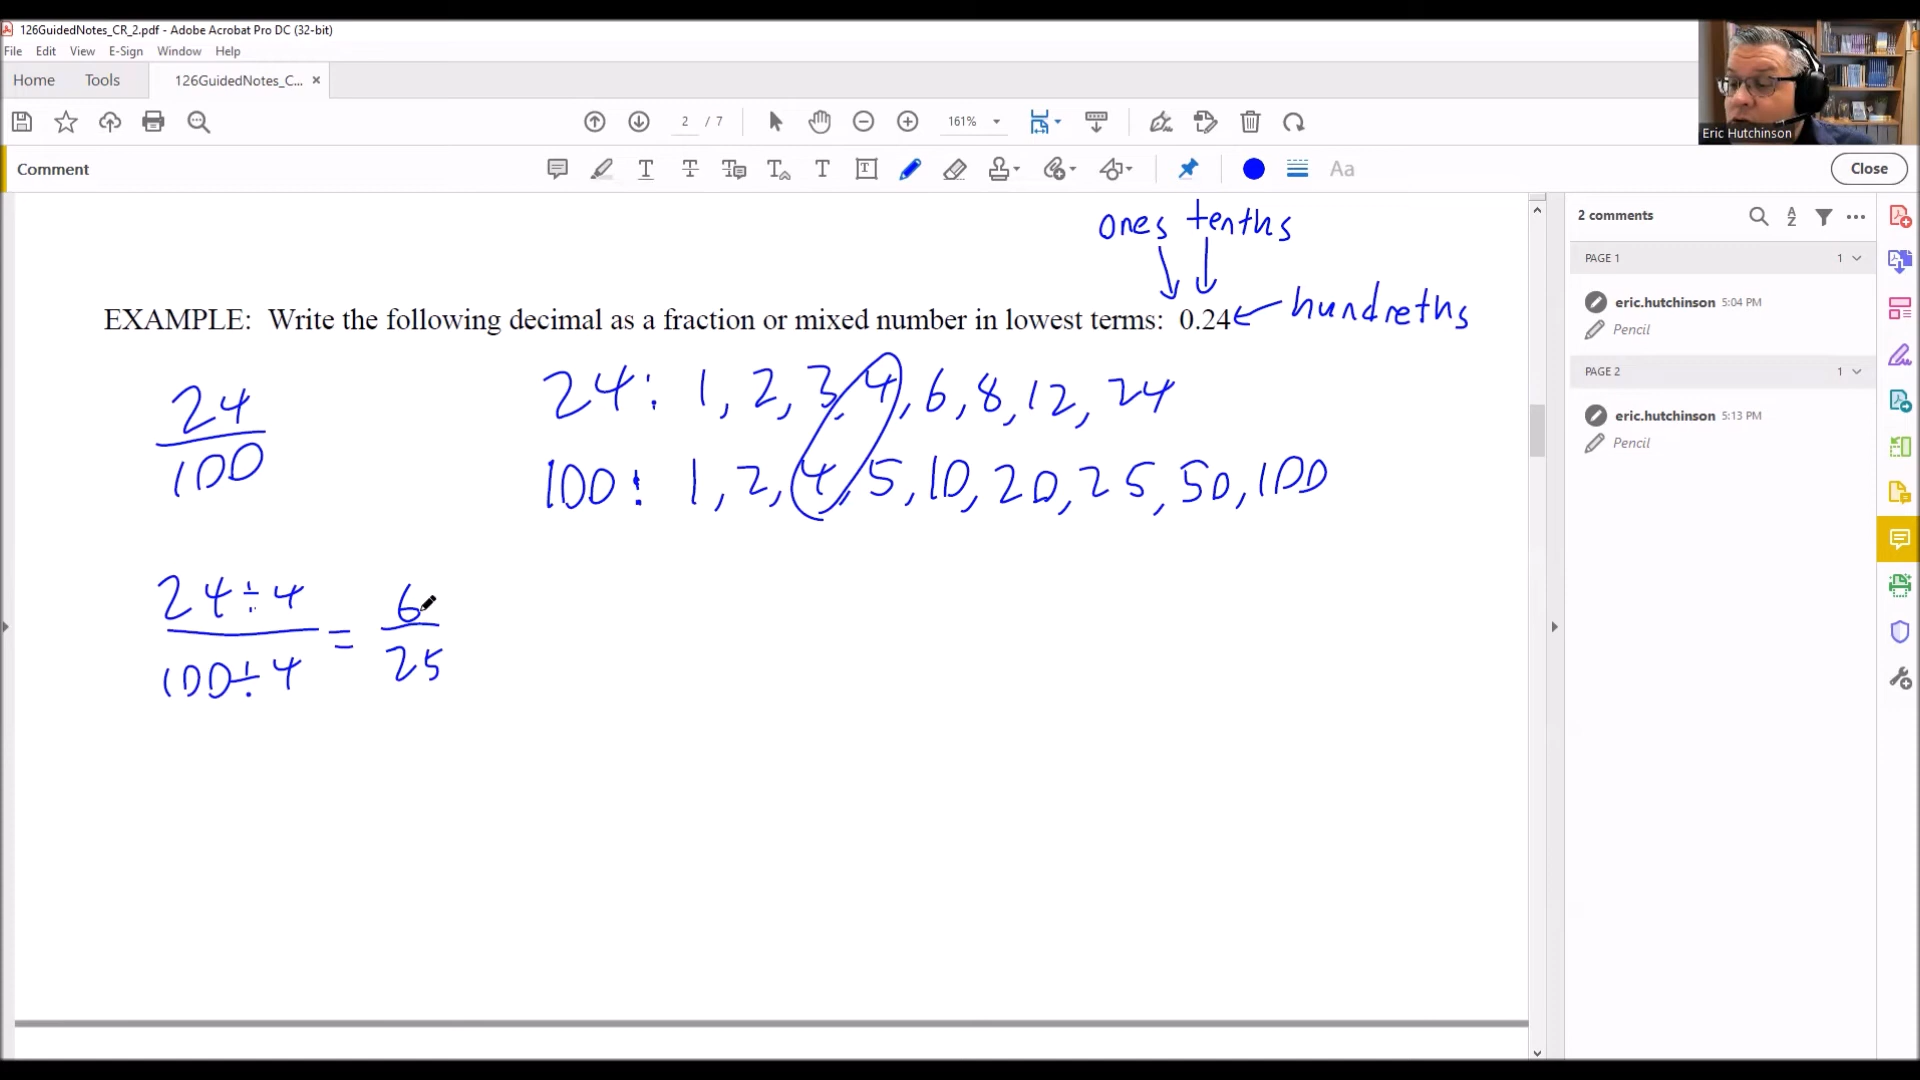 126GuidedNotes_CR_2.pdf - Adobe Acrobat Pro DC (32-bit)
File Edit View E-Sign Window Help
Home Tools 126GuidedNotes_C... ×
2 / 7 161%
Eric Hutchinson
Comment
Aa
Close
ones tenths
EXAMPLE: Write the following decimal as a fraction or mixed number in lowest terms: 0.24
hundreths
24
100
24: 1, 2, 3, 4, 6, 8, 12, 24
100: 1, 2, 4, 5, 10, 20, 25, 50, 100
24÷4
100÷4
=
6
25
2 comments
PAGE 1 1
eric.hutchinson 5:04 PM
Pencil
PAGE 2 1
eric.hutchinson 5:13 PM
Pencil